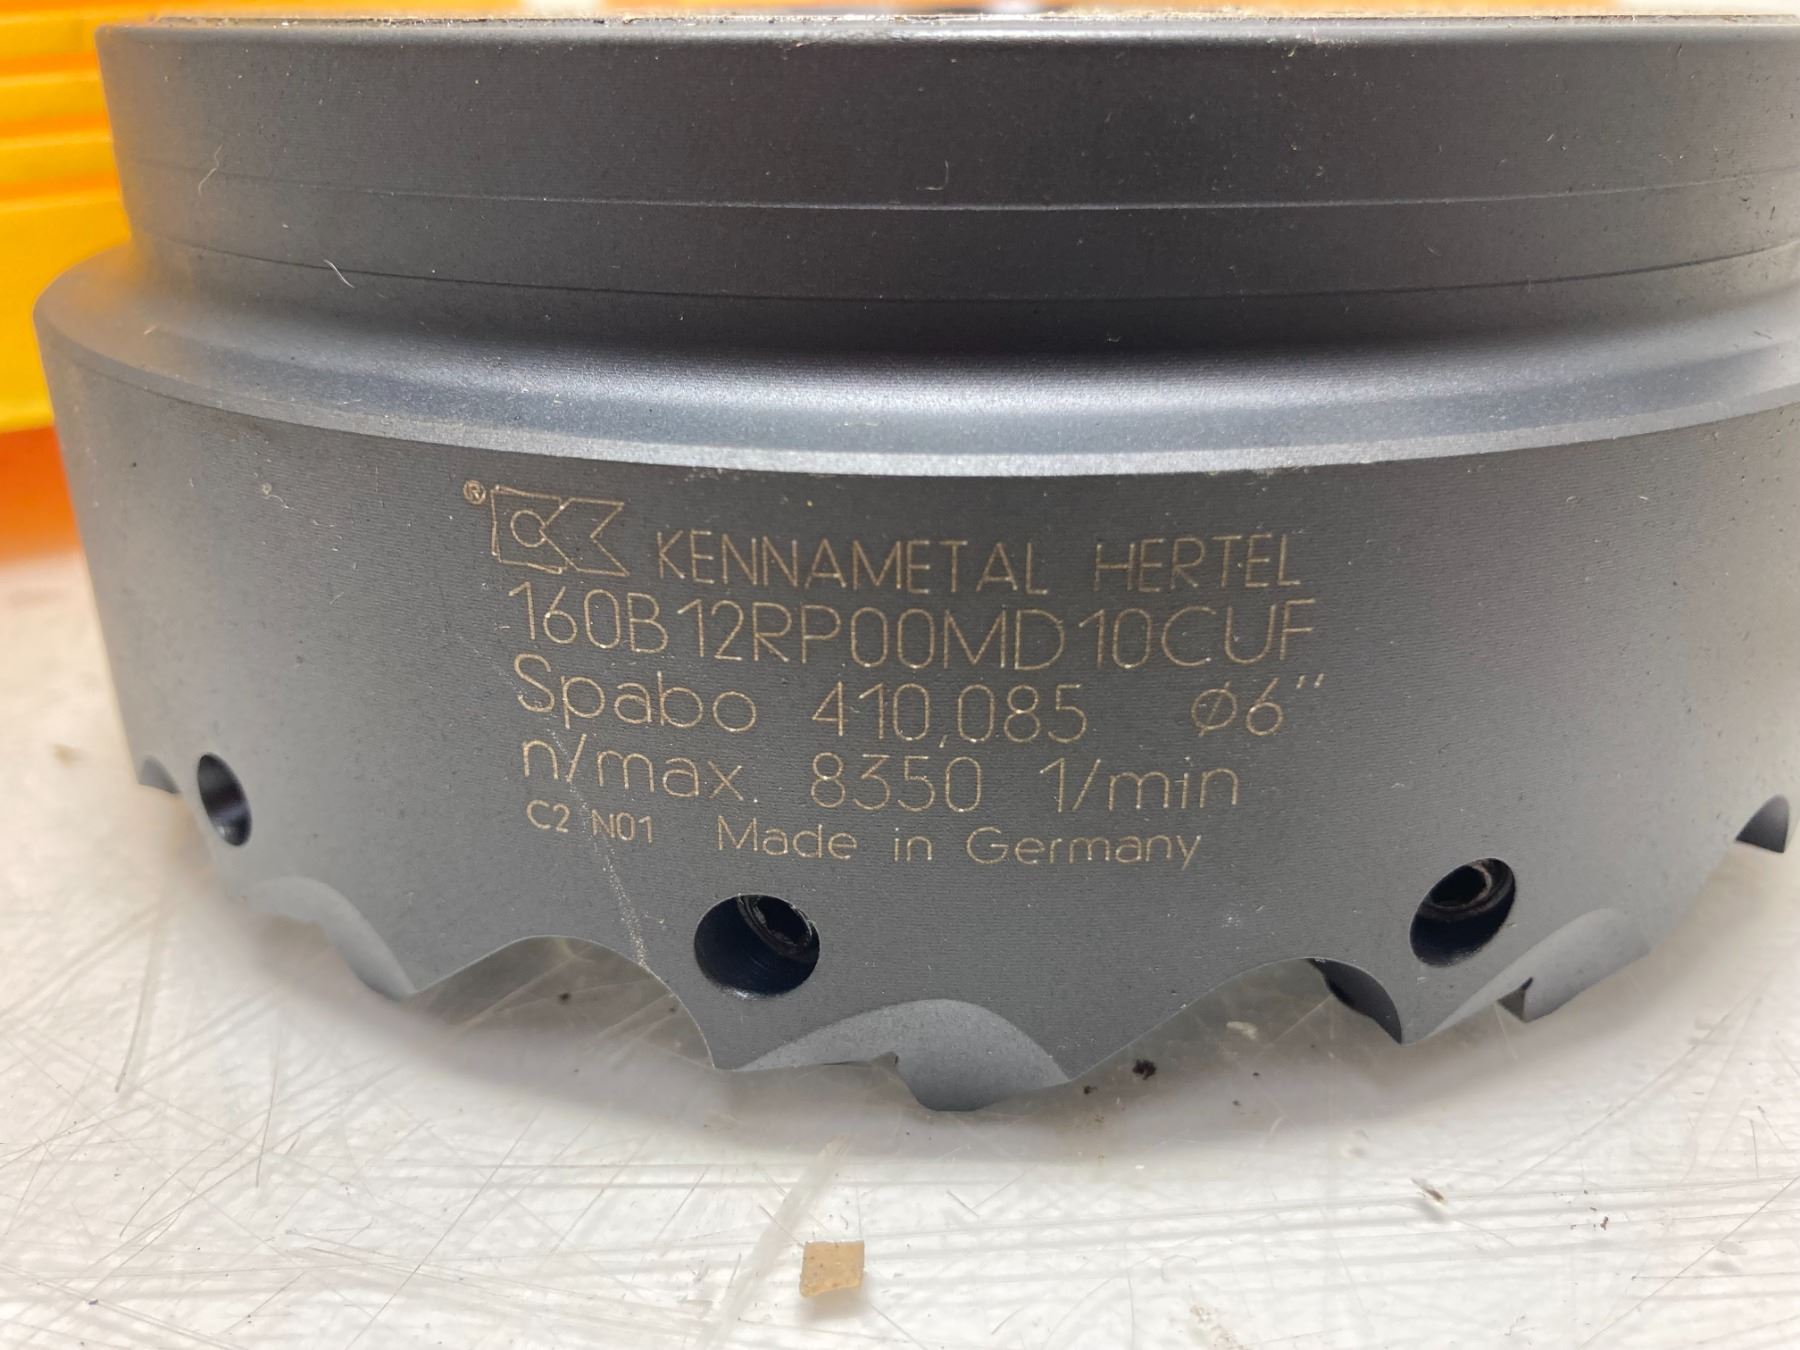 ® KENNAMETAL HERTEL
160B12RP00MD10CUF
Spabo 410,085 ø6"
n/max 8350 1/min
C2 N01 Made in Germany